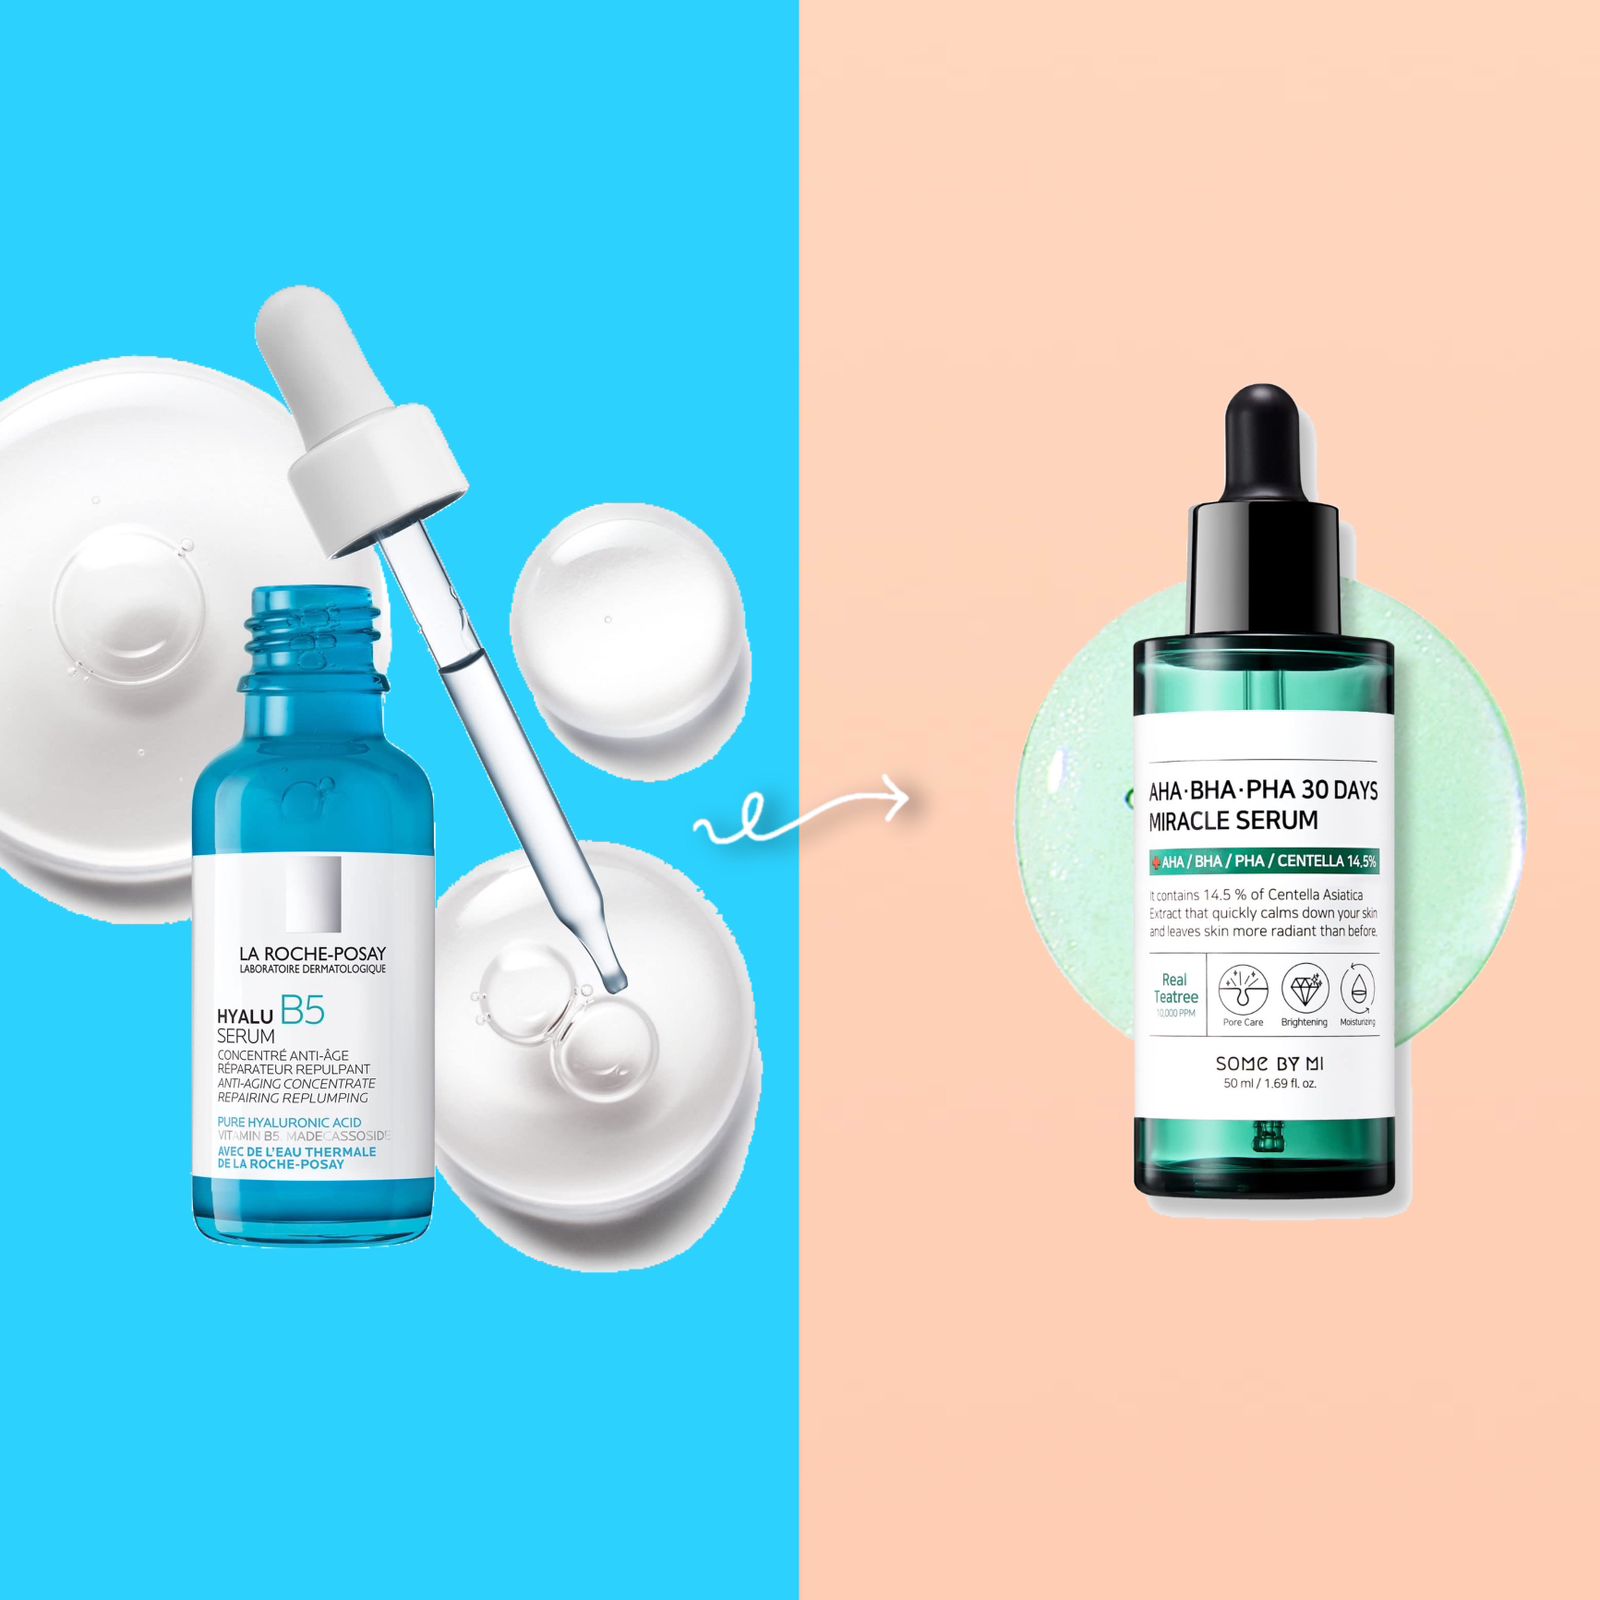 LA ROCHE-POSAY
LABORATOIRE DERMATOLOGIQUE
HYALU B5
SERUM
CONCENTRÉ ANTI-ÂGE
RÉPARATEUR REPULPANT
ANTI-AGING CONCENTRATE
REPAIRING REPLUMPING
PURE HYALURONIC ACID
VITAMIN B5. MADECASSOSIDE
AVEC DE L'EAU THERMALE
DE LA ROCHE-POSAY
AHA·BHA·PHA 30 DAYS
MIRACLE SERUM
AHA / BHA / PHA / CENTELLA 14.5%
It contains 14.5 % of Centella Asiatica
Extract that quickly calms down your skin
and leaves skin more radiant than before.
Real
Teatree
10,000 PPM
Pore Care
Brightening
Moisturizing
SOME BY MI
50 ml / 1.69 fl. oz.